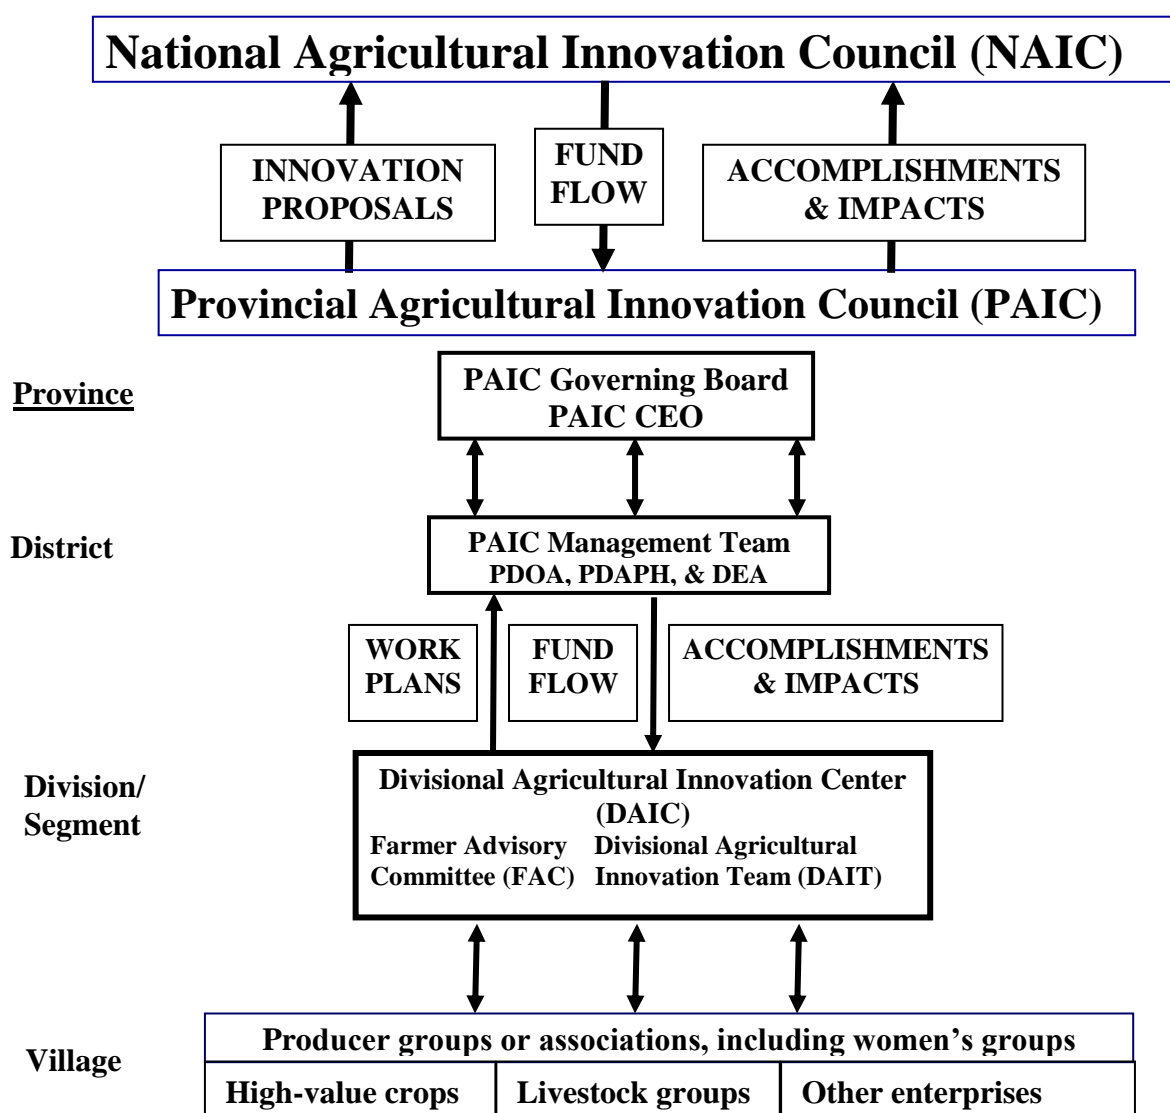 National Agricultural Innovation Council (NAIC)
INNOVATION
PROPOSALS
FUND
FLOW
ACCOMPLISHMENTS
& IMPACTS
Provincial Agricultural Innovation Council (PAIC)
Province
PAIC Governing Board
PAIC CEO
District
PAIC Management Team
PDOA, PDAPH, & DEA
WORK
PLANS
FUND
FLOW
ACCOMPLISHMENTS
& IMPACTS
Division/
Segment
Divisional Agricultural Innovation Center
(DAIC)
Farmer Advisory
Committee (FAC)
Divisional Agricultural
Innovation Team (DAIT)
Village
Producer groups or associations, including women’s groups
High-value crops
Livestock groups
Other enterprises